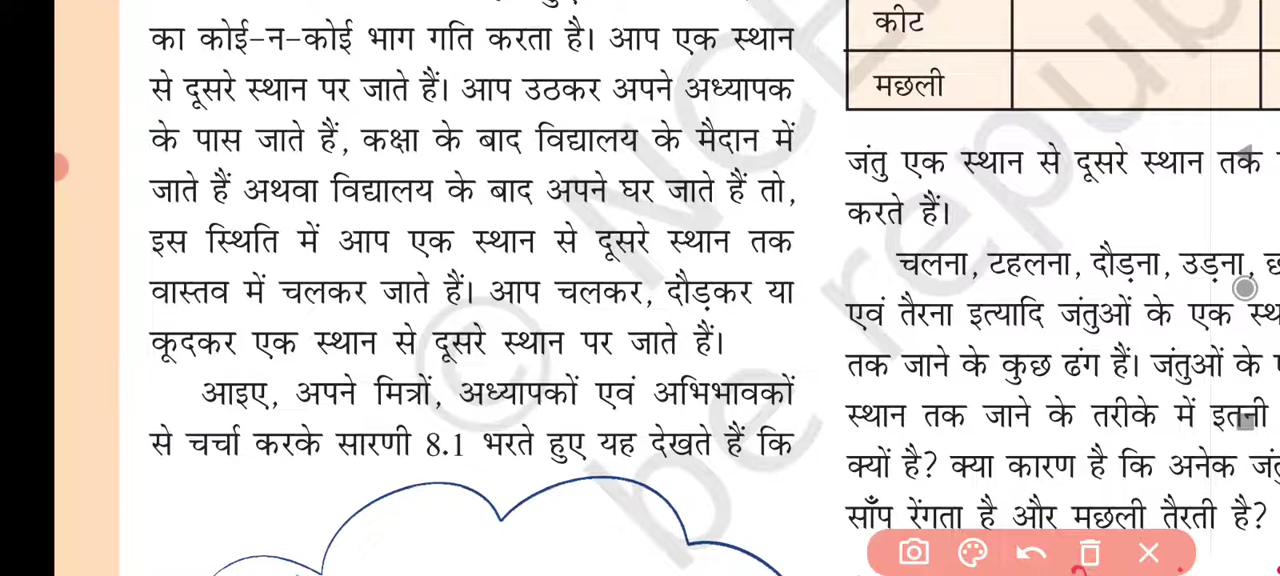 का कोई-न-कोई भाग गति करता है। आप एक स्थान
से दूसरे स्थान पर जाते हैं। आप उठकर अपने अध्यापक
के पास जाते हैं, कक्षा के बाद विद्यालय के मैदान में
जाते हैं अथवा विद्यालय के बाद अपने घर जाते हैं तो,
इस स्थिति में आप एक स्थान से दूसरे स्थान तक
वास्तव में चलकर जाते हैं। आप चलकर, दौड़कर या
कूदकर एक स्थान से दूसरे स्थान पर जाते हैं।
आइए, अपने मित्रों, अध्यापकों एवं अभिभावकों
से चर्चा करके सारणी 8.1 भरते हुए यह देखते हैं कि
कीट
मछली
जंतु एक स्थान से दूसरे स्थान तक
करते हैं।
चलना, टहलना, दौड़ना, उड़ना,
एवं तैरना इत्यादि जंतुओं के एक
तक जाने के कुछ ढंग हैं। जंतुओं के
स्थान तक जाने के तरीके में इतनी
क्यों है? क्या कारण है कि अनेक
साँप रेंगता है और मछली तैरती है?
© NCE
be repub